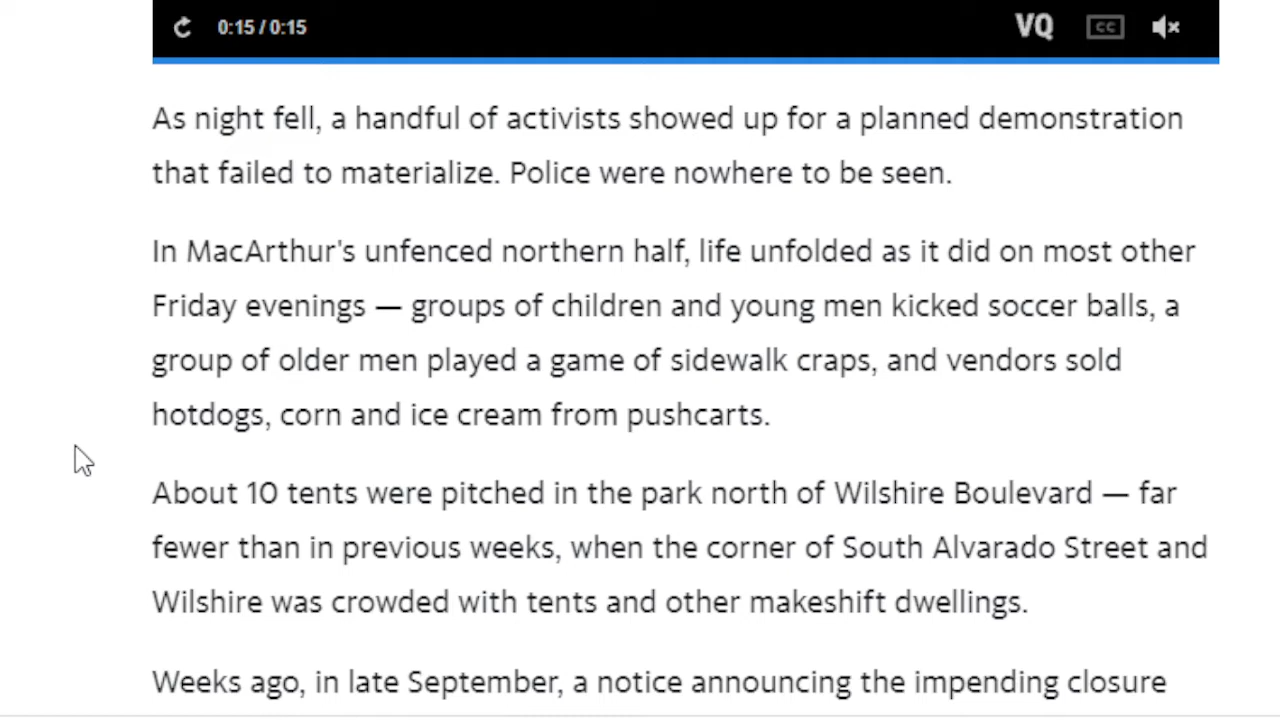 0:15 / 0:15 VQ CC
As night fell, a handful of activists showed up for a planned demonstration
that failed to materialize. Police were nowhere to be seen.
In MacArthur's unfenced northern half, life unfolded as it did on most other
Friday evenings — groups of children and young men kicked soccer balls, a
group of older men played a game of sidewalk craps, and vendors sold
hotdogs, corn and ice cream from pushcarts.
About 10 tents were pitched in the park north of Wilshire Boulevard — far
fewer than in previous weeks, when the corner of South Alvarado Street and
Wilshire was crowded with tents and other makeshift dwellings.
Weeks ago, in late September, a notice announcing the impending closure